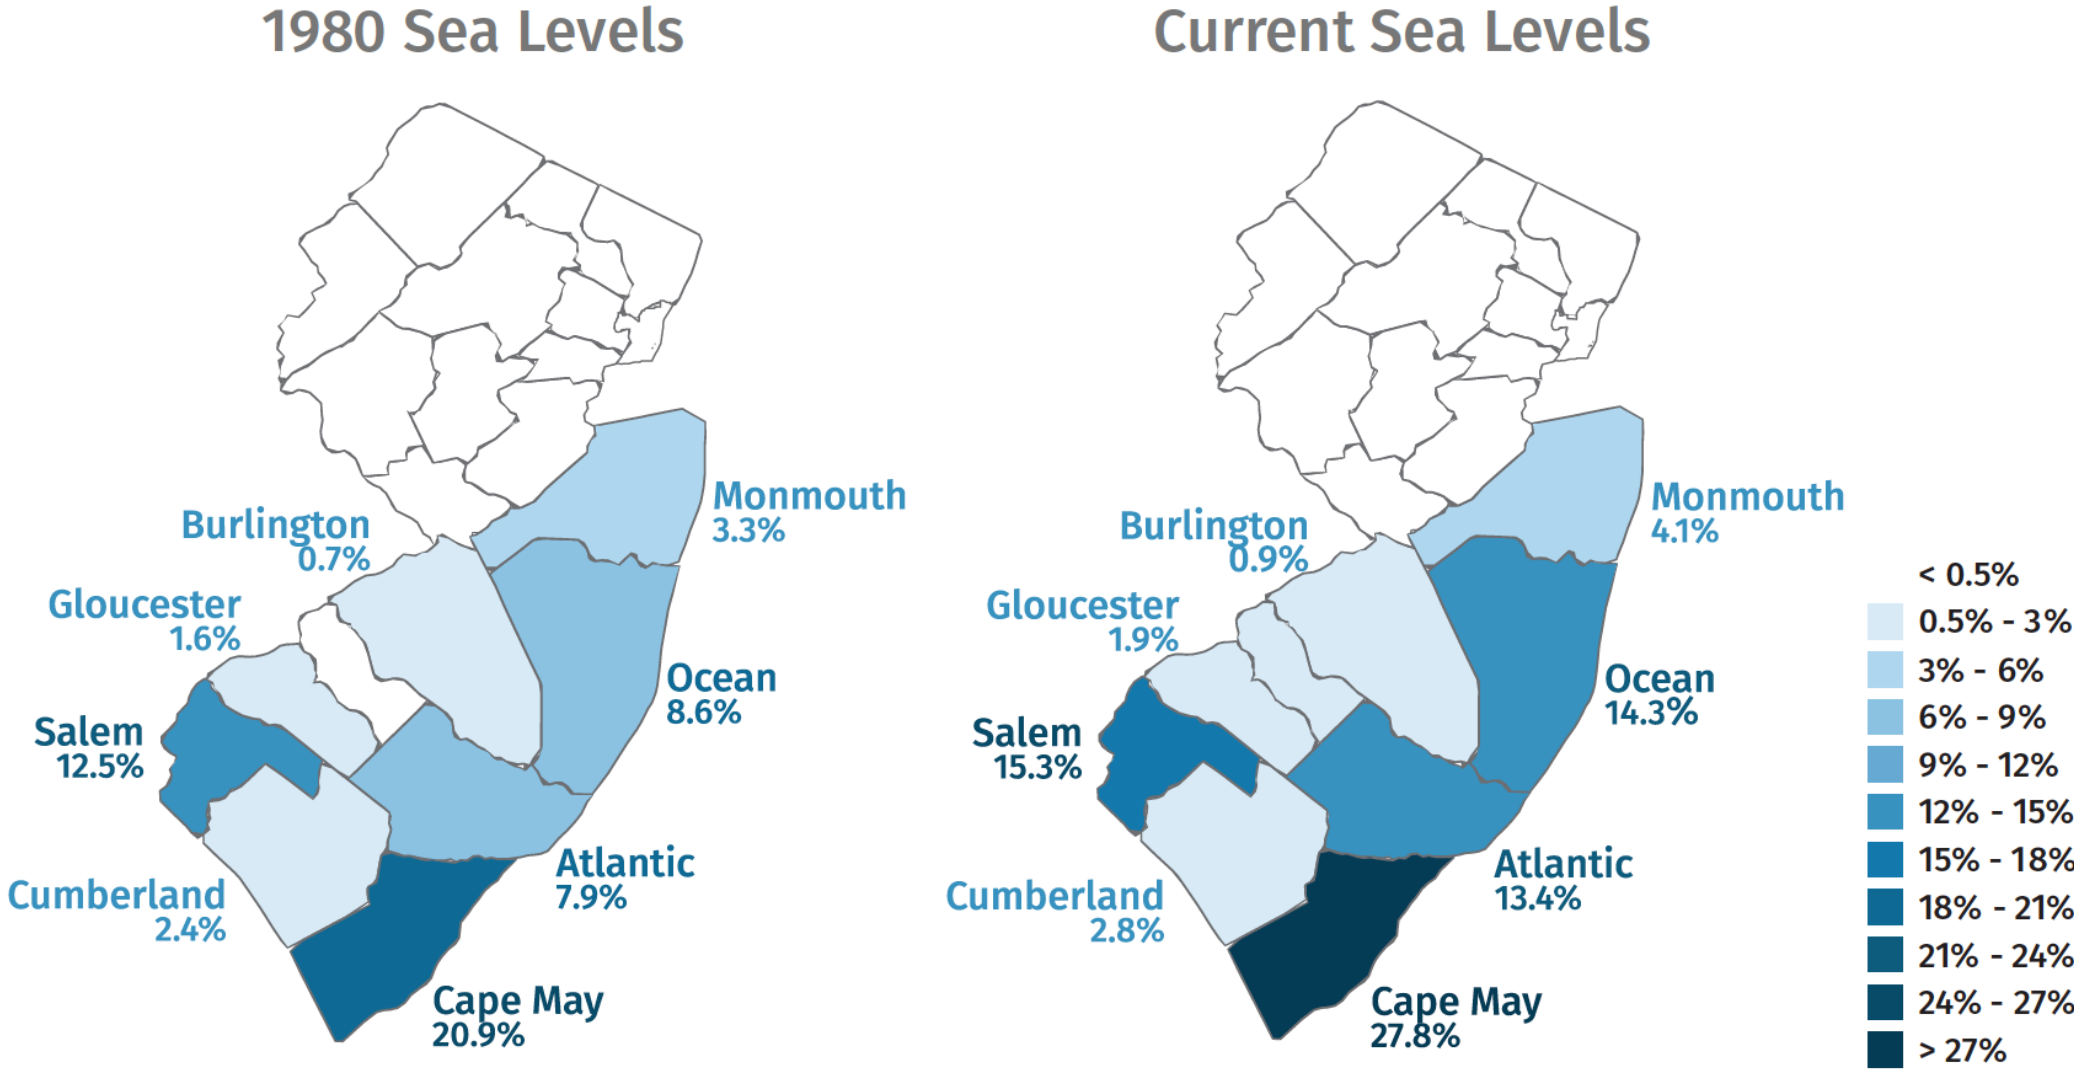 1980 Sea Levels
Burlington
0.7%
Monmouth
3.3%
Gloucester
1.6%
Ocean
8.6%
Salem
12.5%
Atlantic
7.9%
Cumberland
2.4%
Cape May
20.9%
Current Sea Levels
Burlington
0.9%
Monmouth
4.1%
Gloucester
1.9%
Ocean
14.3%
Salem
15.3%
Atlantic
13.4%
Cumberland
2.8%
Cape May
27.8%
< 0.5%
0.5% - 3%
3% - 6%
6% - 9%
9% - 12%
12% - 15%
15% - 18%
18% - 21%
21% - 24%
24% - 27%
> 27%